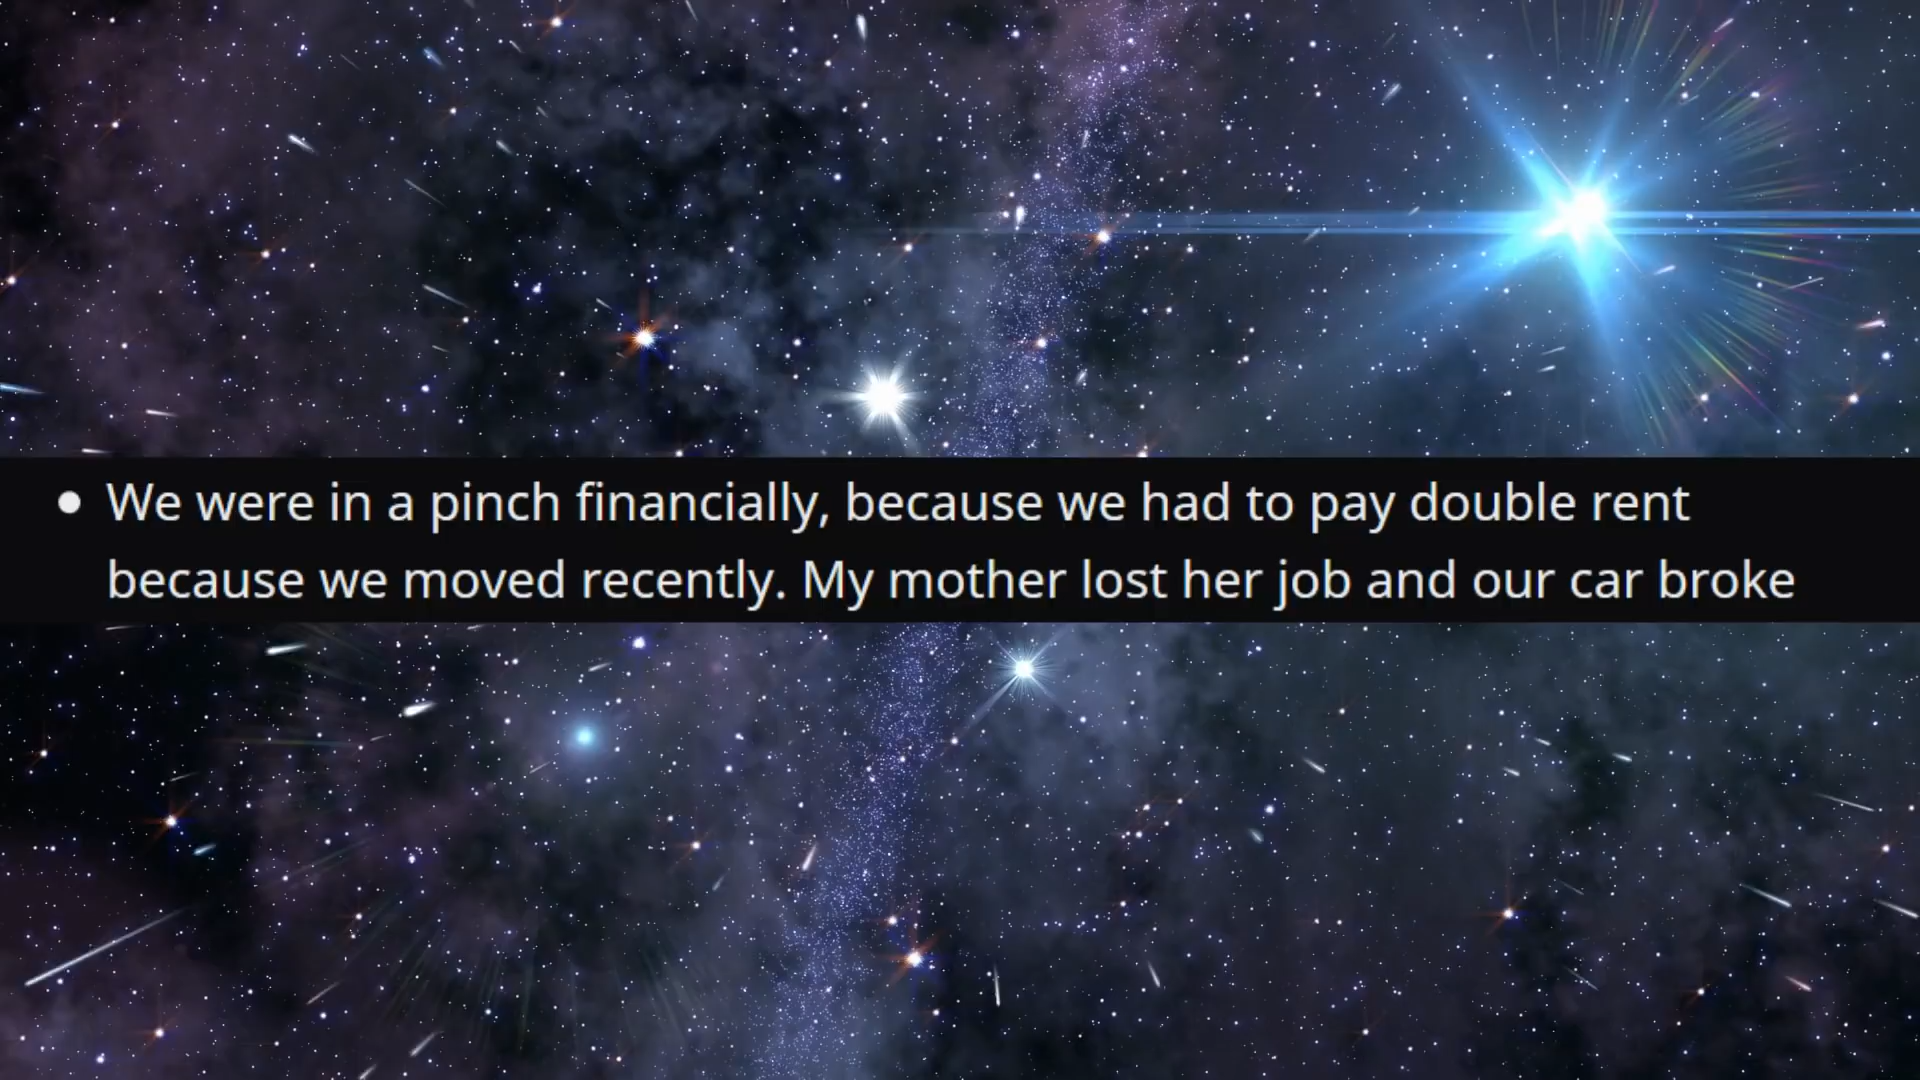 • We were in a pinch financially, because we had to pay double rent
because we moved recently. My mother lost her job and our car broke